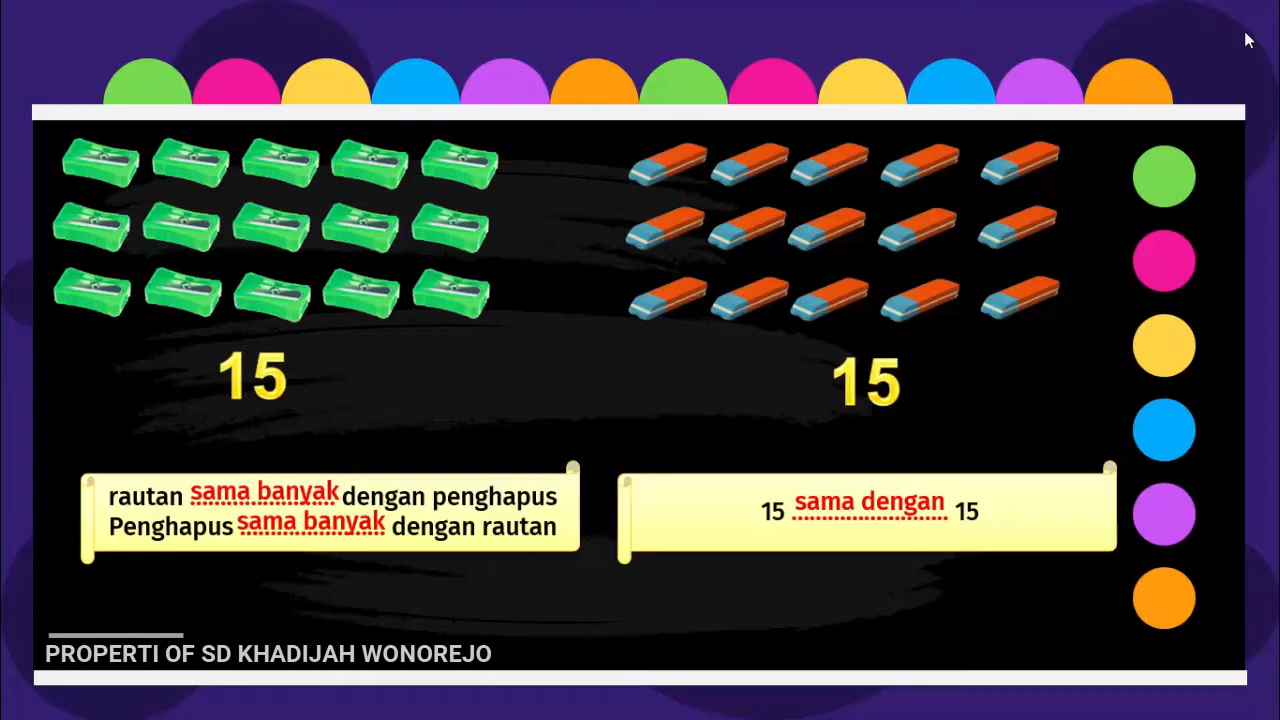 15
15
rautan sama banyak dengan penghapus
Penghapus sama banyak dengan rautan
15 sama dengan 15
PROPERTI OF SD KHADIJAH WONOREJO